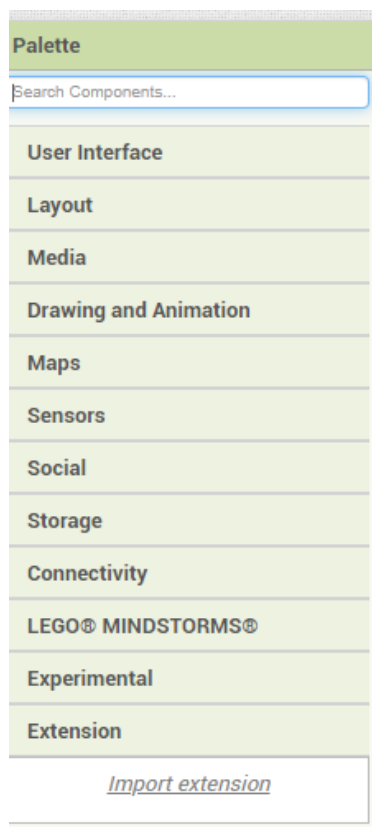 Palette
Search Components...
User Interface
Layout
Media
Drawing and Animation
Maps
Sensors
Social
Storage
Connectivity
LEGO® MINDSTORMS®
Experimental
Extension
Import extension